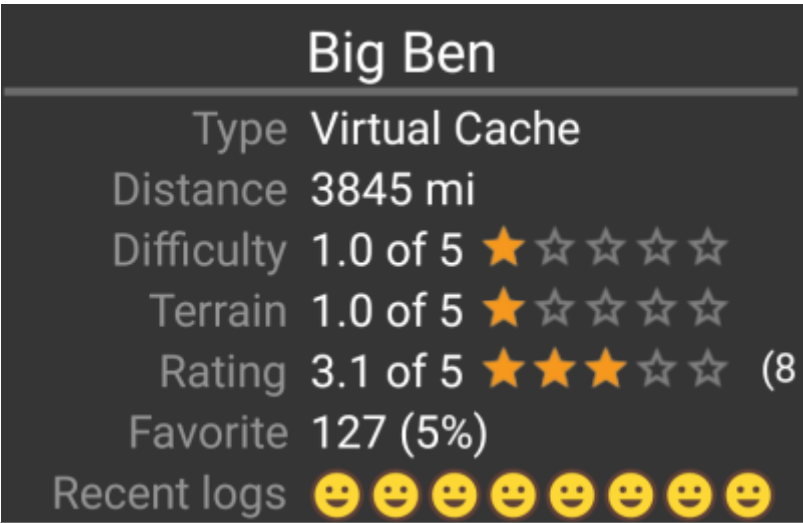 Big Ben
Type Virtual Cache
Distance 3845 mi
Difficulty 1.0 of 5
Terrain 1.0 of 5
Rating 3.1 of 5 (8
Favorite 127 (5%)
Recent logs